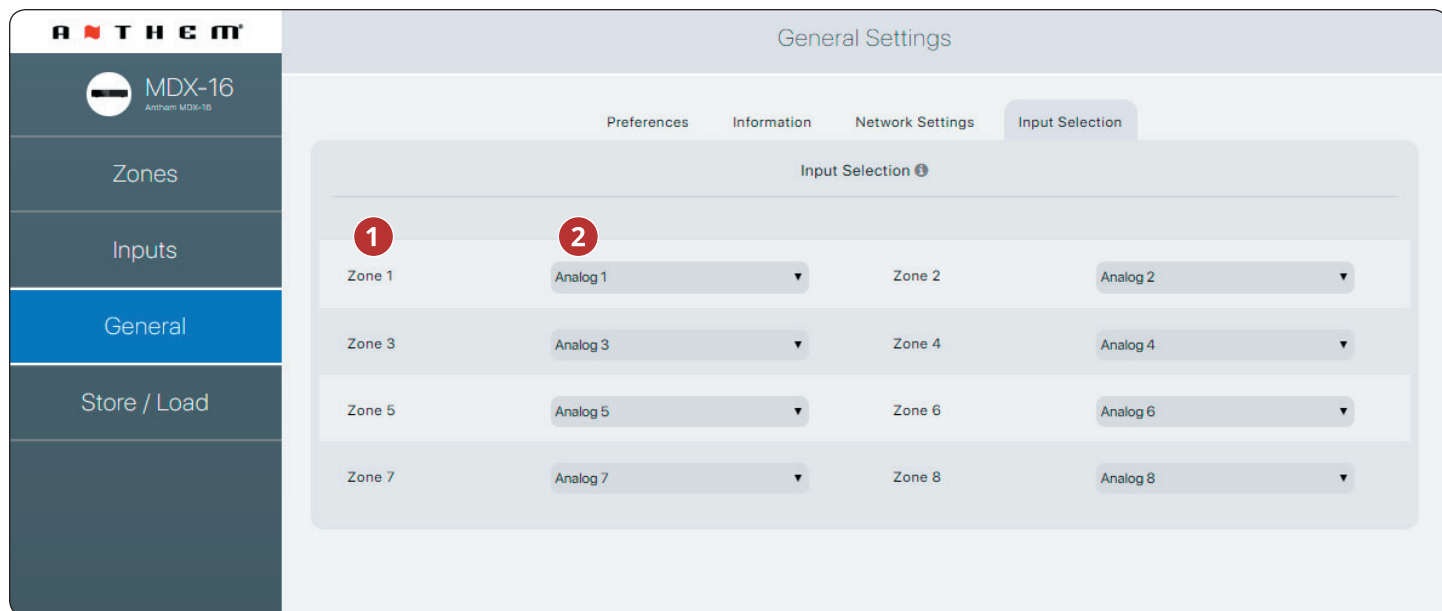 ANTHEM
MDX-16
Anthem MDX-16
Zones
Inputs
General
Store / Load
General Settings
Preferences Information Network Settings Input Selection
Input Selection
1 2
Zone 1 Analog 1 Zone 2 Analog 2
Zone 3 Analog 3 Zone 4 Analog 4
Zone 5 Analog 5 Zone 6 Analog 6
Zone 7 Analog 7 Zone 8 Analog 8